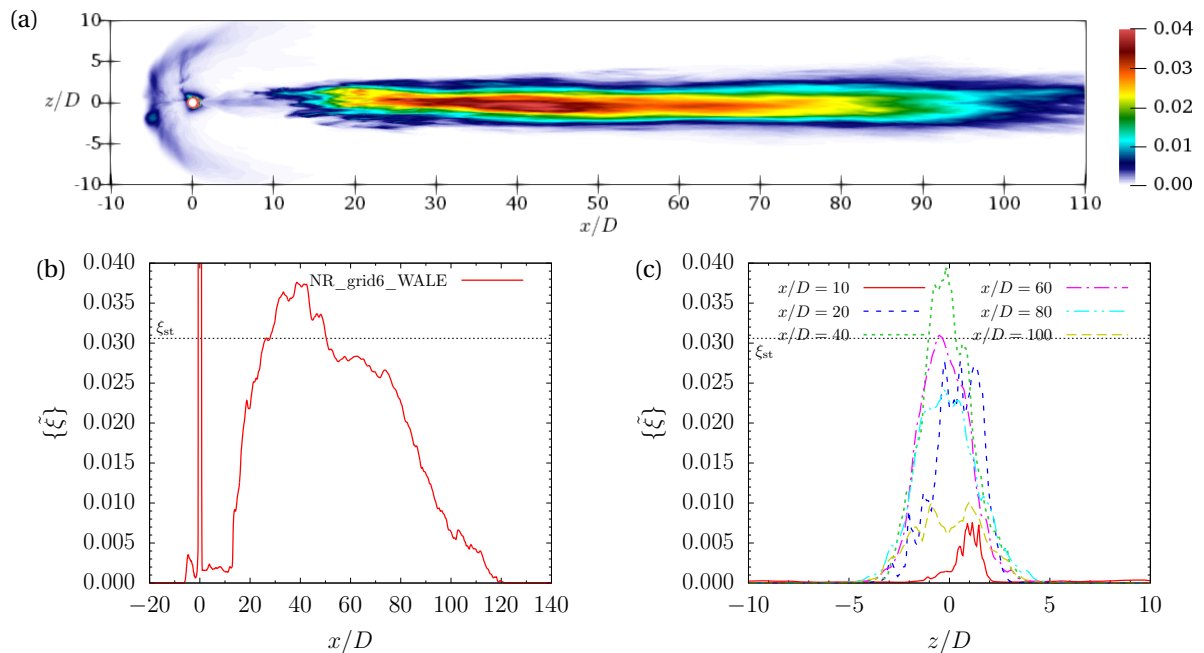 (a)
10
5
0
-5
-10
z/D
-10 0 10 20 30 40 50 60 70 80 90 100 110
x/D
0.04
0.03
0.02
0.01
0.00
(b)
0.040
0.035
0.030
0.025
0.020
0.015
0.010
0.005
0.000
{ξ̃}
ξst
NR_grid6_WALE
−20 0 20 40 60 80 100 120 140
x/D
(c)
0.040
0.035
0.030
0.025
0.020
0.015
0.010
0.005
0.000
{ξ̃}
ξst
x/D = 10
x/D = 20
x/D = 40
x/D = 60
x/D = 80
x/D = 100
−10 −5 0 5 10
z/D